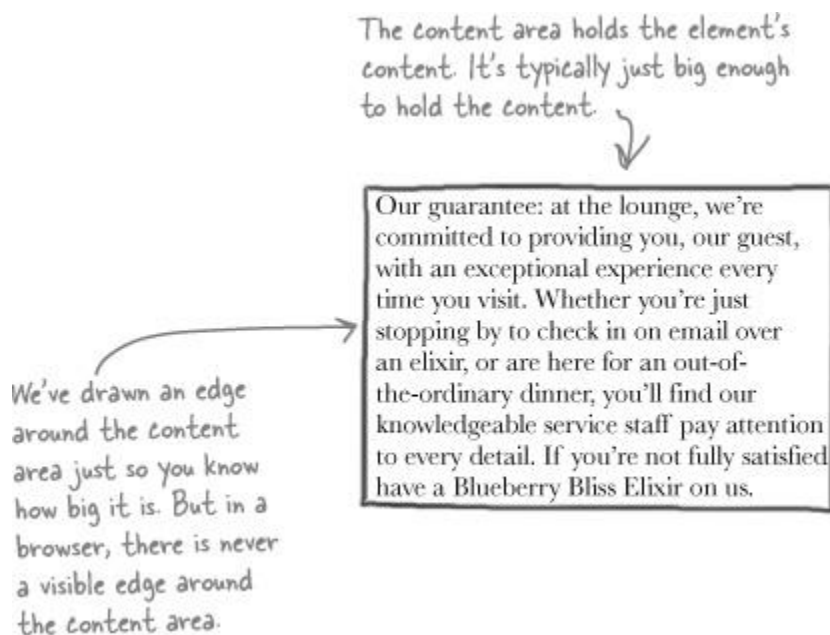 The content area holds the element's
content. It's typically just big enough
to hold the content.
Our guarantee: at the lounge, we're
committed to providing you, our guest,
with an exceptional experience every
time you visit. Whether you're just
stopping by to check in on email over
an elixir, or are here for an out-of-
the-ordinary dinner, you'll find our
knowledgeable service staff pay attention
to every detail. If you're not fully satisfied
have a Blueberry Bliss Elixir on us.
We've drawn an edge
around the content
area just so you know
how big it is. But in a
browser, there is never
a visible edge around
the content area.